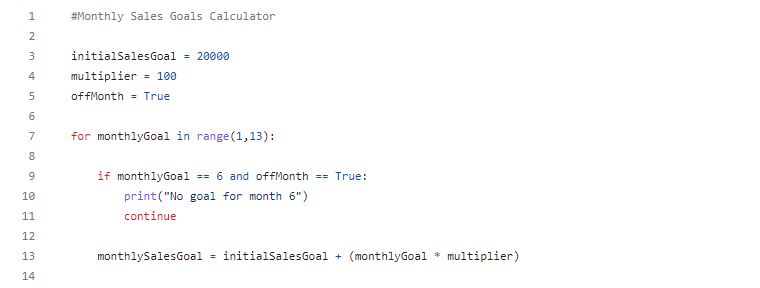 1 #Monthly Sales Goals Calculator
2
3 initialSalesGoal = 20000
4 multiplier = 100
5 offMonth = True
6
7 for monthlyGoal in range(1,13):
8
9 if monthlyGoal == 6 and offMonth == True:
10 print("No goal for month 6")
11 continue
12
13 monthlySalesGoal = initialSalesGoal + (monthlyGoal * multiplier)
14